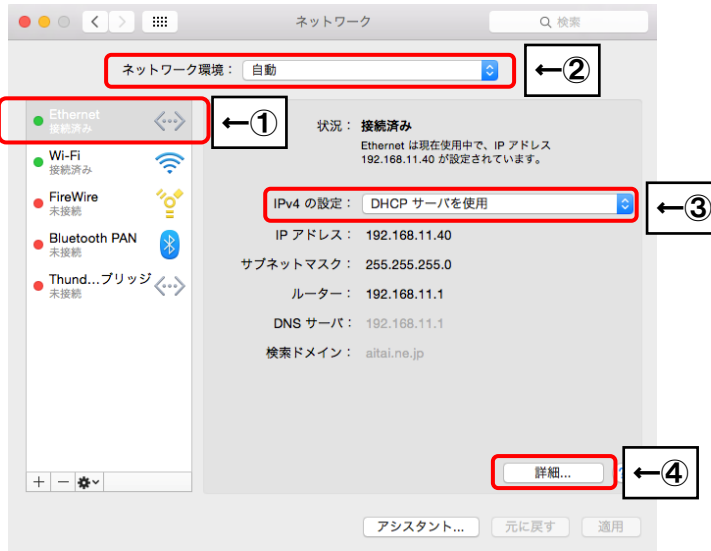 ネットワーク
検索
ネットワーク環境： 自動
←②
Ethernet
接続済み
←①
Wi-Fi
接続済み
FireWire
未接続
Bluetooth PAN
未接続
Thund...ブリッジ
未接続
状況： 接続済み
Ethernet は現在使用中で、IP アドレス
192.168.11.40 が設定されています。
IPv4 の設定： DHCP サーバを使用
←③
IP アドレス： 192.168.11.40
サブネットマスク： 255.255.255.0
ルーター： 192.168.11.1
DNS サーバ： 192.168.11.1
検索ドメイン： aitai.ne.jp
詳細...
?
←④
アシスタント...
元に戻す
適用